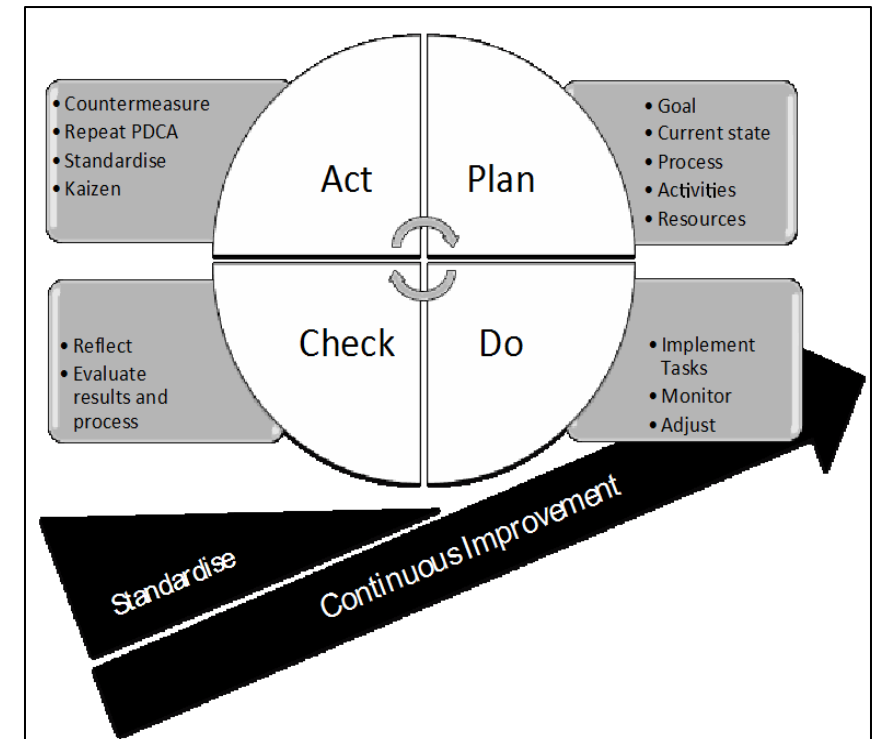 • Countermeasure
• Repeat PDCA
• Standardise
• Kaizen
Act
Plan
• Goal
• Current state
• Process
• Activities
• Resources
• Reflect
• Evaluate
results and
process
Check
Do
• Implement
Tasks
• Monitor
• Adjust
Standardise
Continuous Improvement